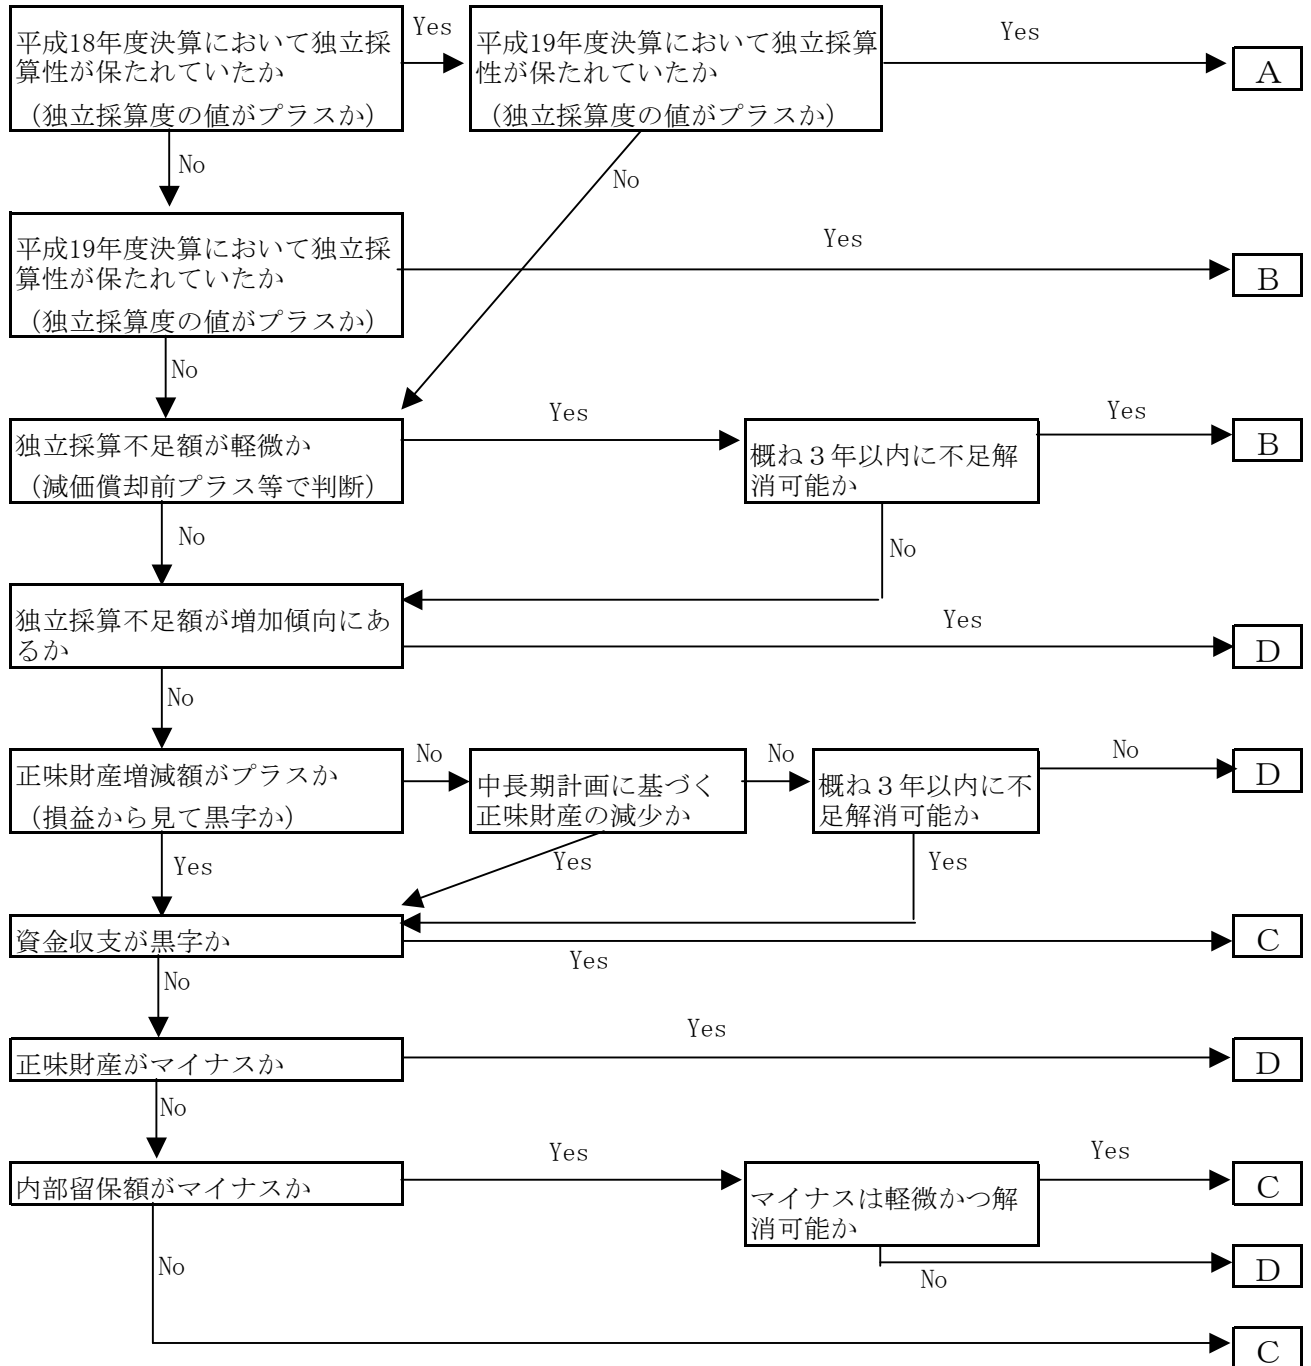 平成18年度決算において独立採
算性が保たれていたか
（独立採算度の値がプラスか）
Yes
平成19年度決算において独立採算
性が保たれていたか
（独立採算度の値がプラスか）
Yes
A
No
No
平成19年度決算において独立採
算性が保たれていたか
（独立採算度の値がプラスか）
Yes
B
No
独立採算不足額が軽微か
（減価償却前プラス等で判断）
Yes
概ね３年以内に不足解
消可能か
Yes
B
No
No
独立採算不足額が増加傾向にあ
るか
Yes
D
No
正味財産増減額がプラスか
（損益から見て黒字か）
No
中長期計画に基づく
正味財産の減少か
No
概ね３年以内に不
足解消可能か
No
D
Yes
Yes
Yes
資金収支が黒字か
Yes
C
No
正味財産がマイナスか
Yes
D
No
内部留保額がマイナスか
Yes
マイナスは軽微かつ解
消可能か
Yes
C
No
D
No
C